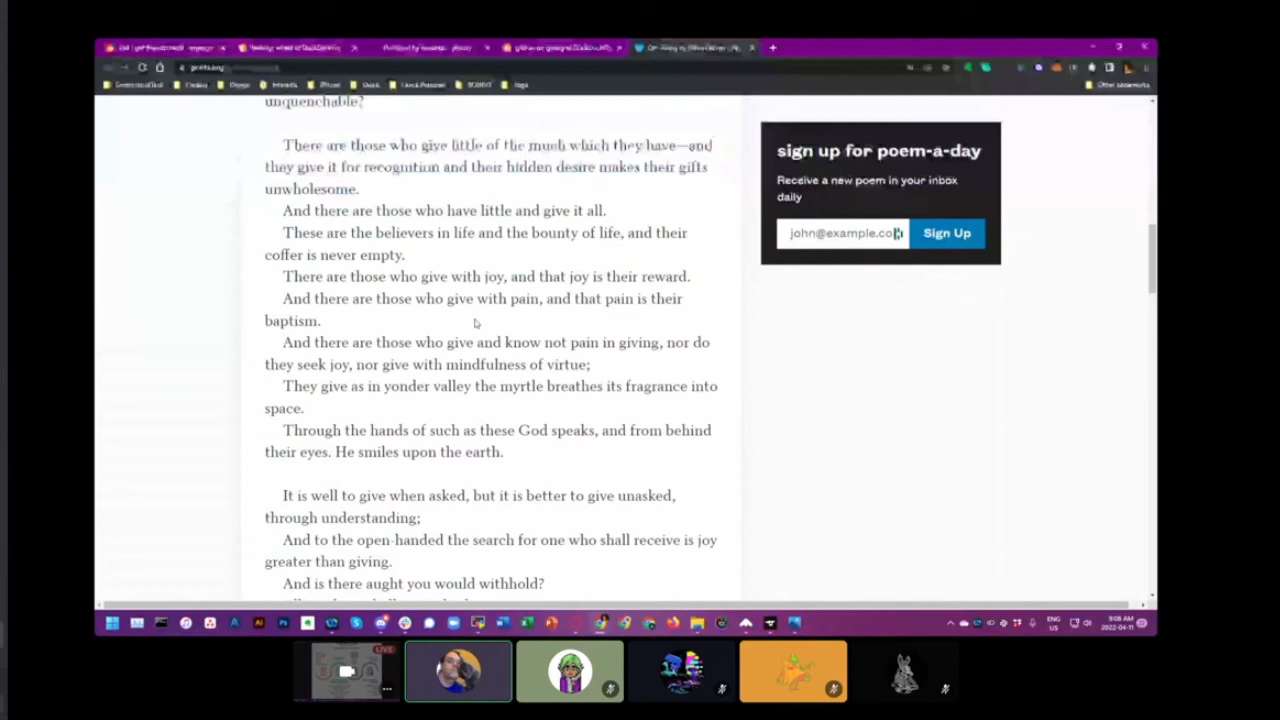 unquenchable?
There are those who give little of the much which they have—and
they give it for recognition and their hidden desire makes their gifts
unwholesome.
And there are those who have little and give it all.
These are the believers in life and the bounty of life, and their
coffer is never empty.
There are those who give with joy, and that joy is their reward.
And there are those who give with pain, and that pain is their
baptism.
And there are those who give and know not pain in giving, nor do
they seek joy, nor give with mindfulness of virtue;
They give as in yonder valley the myrtle breathes its fragrance into
space.
Through the hands of such as these God speaks, and from behind
their eyes. He smiles upon the earth.
It is well to give when asked, but it is better to give unasked,
through understanding;
And to the open-handed the search for one who shall receive is joy
greater than giving.
And is there aught you would withhold?
sign up for poem-a-day
Receive a new poem in your inbox
daily
john@example.co
Sign Up
Other bookmarks
ENG
US
9:06 AM
2022-04-11
LIVE